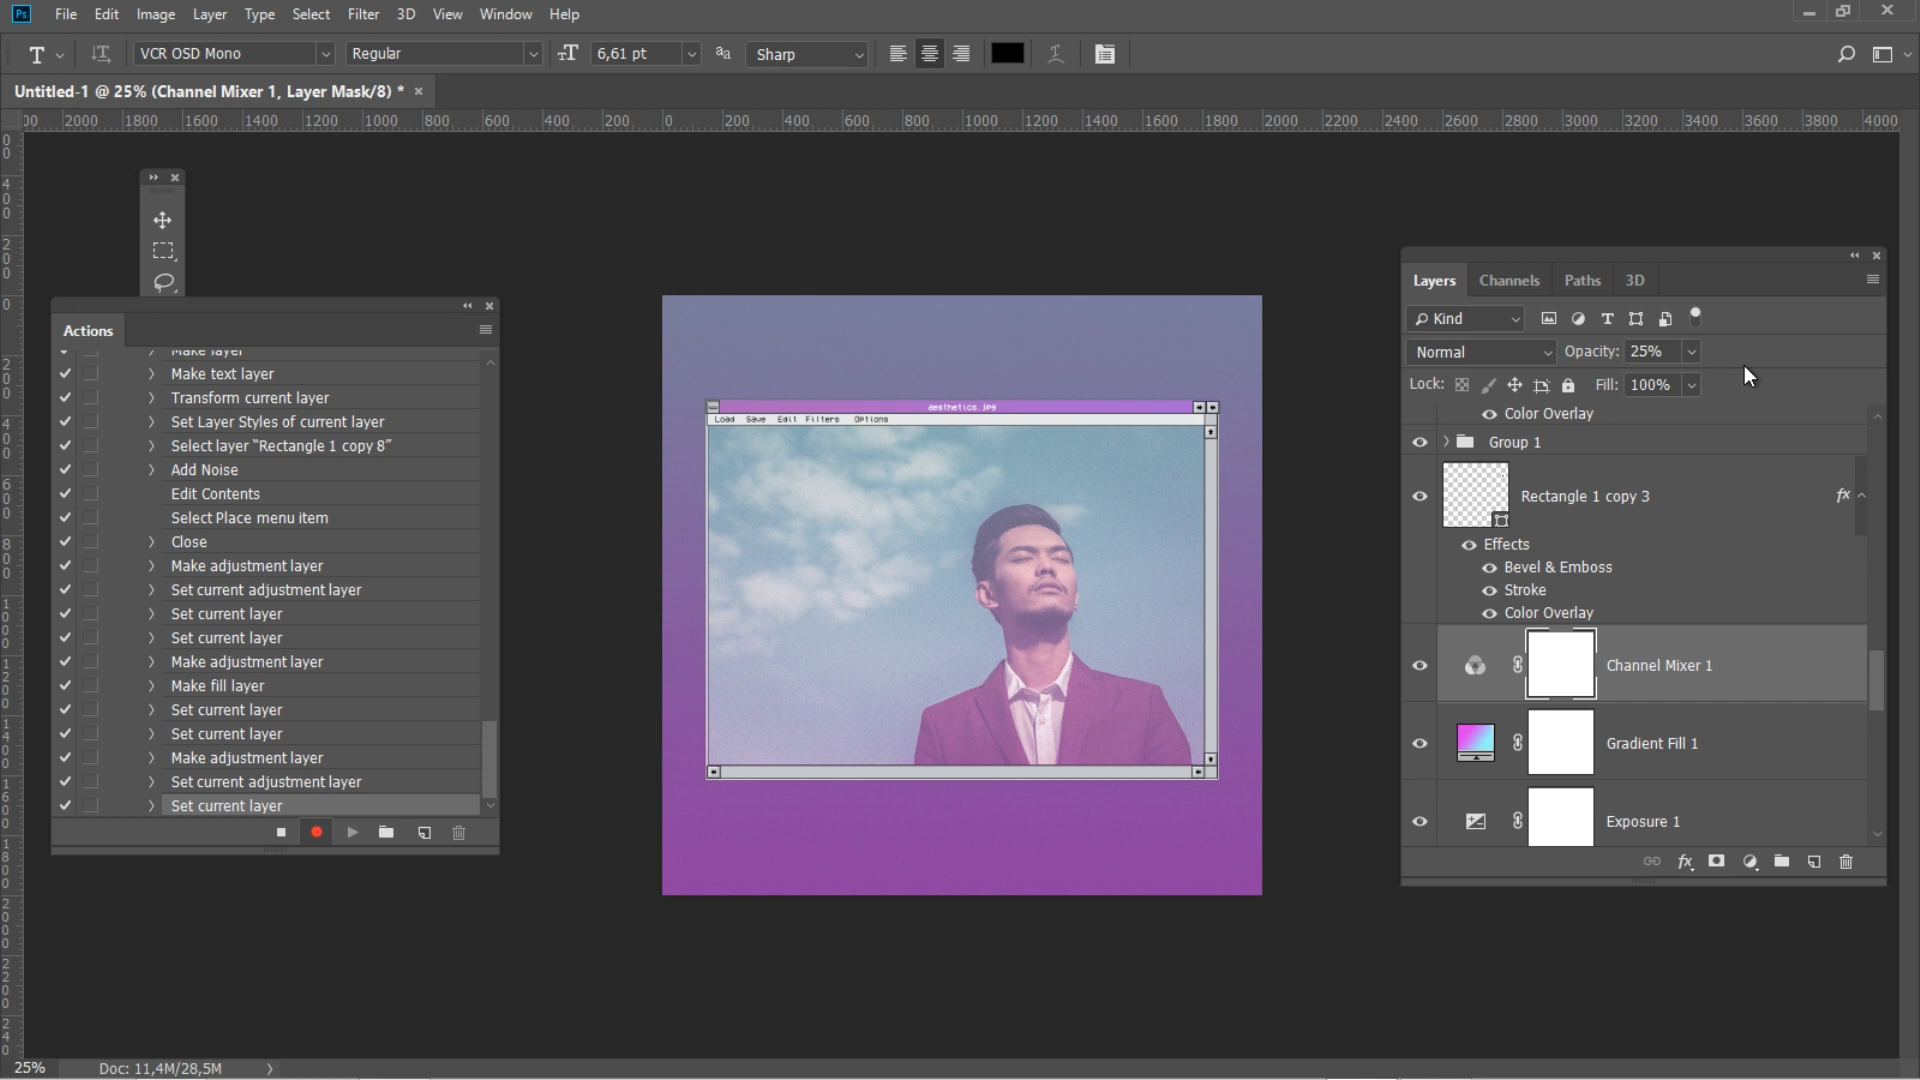 Ps File Edit Image Layer Type Select Filter 3D View Window Help
T VCR OSD Mono Regular 6,61 pt aa Sharp
Untitled-1 @ 25% (Channel Mixer 1, Layer Mask/8) *
00 2000 1800 1600 1400 1200 1000 800 600 400 200 0 200 400 600 800 1000 1200 1400 1600 1800 2000 2200 2400 2600 2800 3000 3200 3400 3600 3800 4000
Actions
Make layer
Make text layer
Transform current layer
Set Layer Styles of current layer
Select layer “Rectangle 1 copy 8”
Add Noise
Edit Contents
Select Place menu item
Close
Make adjustment layer
Set current adjustment layer
Set current layer
Set current layer
Make adjustment layer
Make fill layer
Set current layer
Set current layer
Make adjustment layer
Set current adjustment layer
Set current layer
aesthetics.jpg
Load Save Edit Filters Options
Layers Channels Paths 3D
Kind T
Normal Opacity: 25%
Lock: Fill: 100%
Color Overlay
Group 1
Rectangle 1 copy 3 fx
Effects
Bevel & Emboss
Stroke
Color Overlay
Channel Mixer 1
Gradient Fill 1
Exposure 1
fx
25% Doc: 11,4M/28,5M